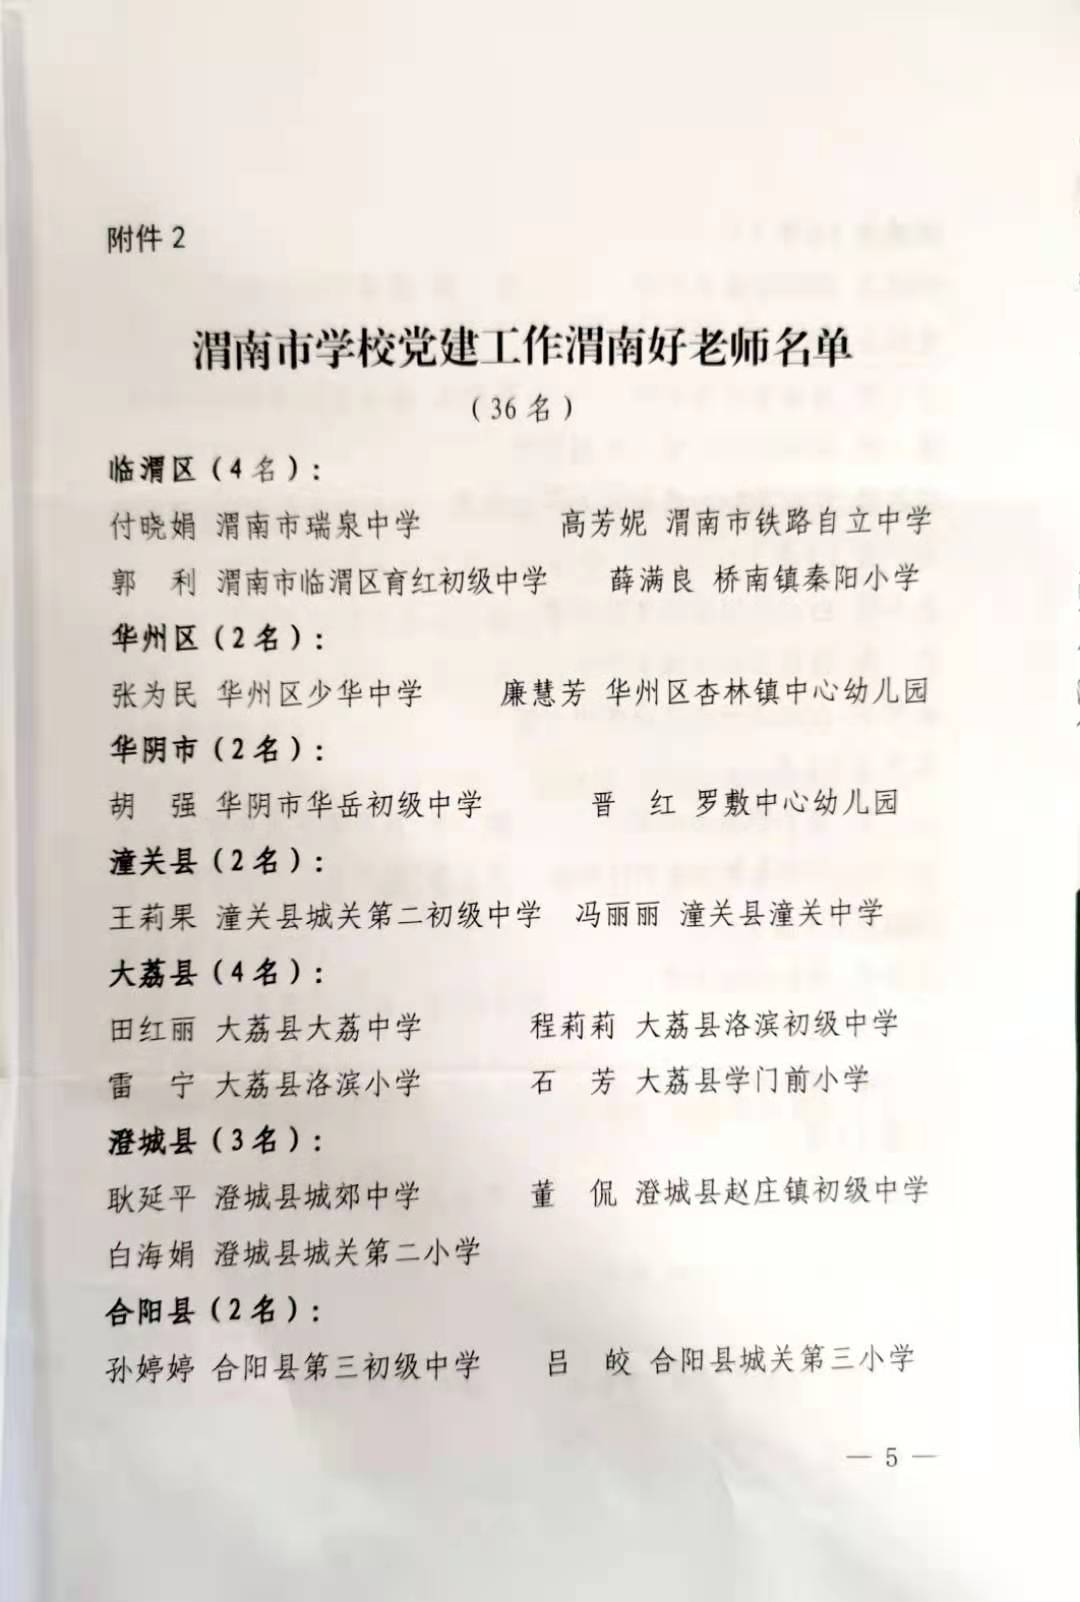 附件2
渭南市学校党建工作渭南好老师名单
（36名）
临渭区（4名）：
付晓娟 渭南市瑞泉中学 高芳妮 渭南市铁路自立中学
郭 利 渭南市临渭区育红初级中学 薛满良 桥南镇秦阳小学
华州区（2名）：
张为民 华州区少华中学 廉慧芳 华州区杏林镇中心幼儿园
华阴市（2名）：
胡 强 华阴市华岳初级中学 晋 红 罗敷中心幼儿园
潼关县（2名）：
王莉果 潼关县城关第二初级中学 冯丽丽 潼关县潼关中学
大荔县（4名）：
田红丽 大荔县大荔中学 程莉莉 大荔县洛滨初级中学
雷 宁 大荔县洛滨小学 石 芳 大荔县学门前小学
澄城县（3名）：
耿延平 澄城县城郊中学 董 侃 澄城县赵庄镇初级中学
白海娟 澄城县城关第二小学
合阳县（2名）：
孙婷婷 合阳县第三初级中学 吕 皎 合阳县城关第三小学
— 5 —